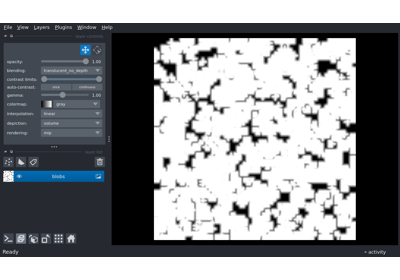 File View Layers Plugins Window Help
opacity: 1.00
blending: translucent_no_depth
contrast limits:
auto-contrast: once continuous
gamma: 1.00
colormap: gray
interpolation: linear
depiction: volume
rendering: mip
blobs
Ready
activity